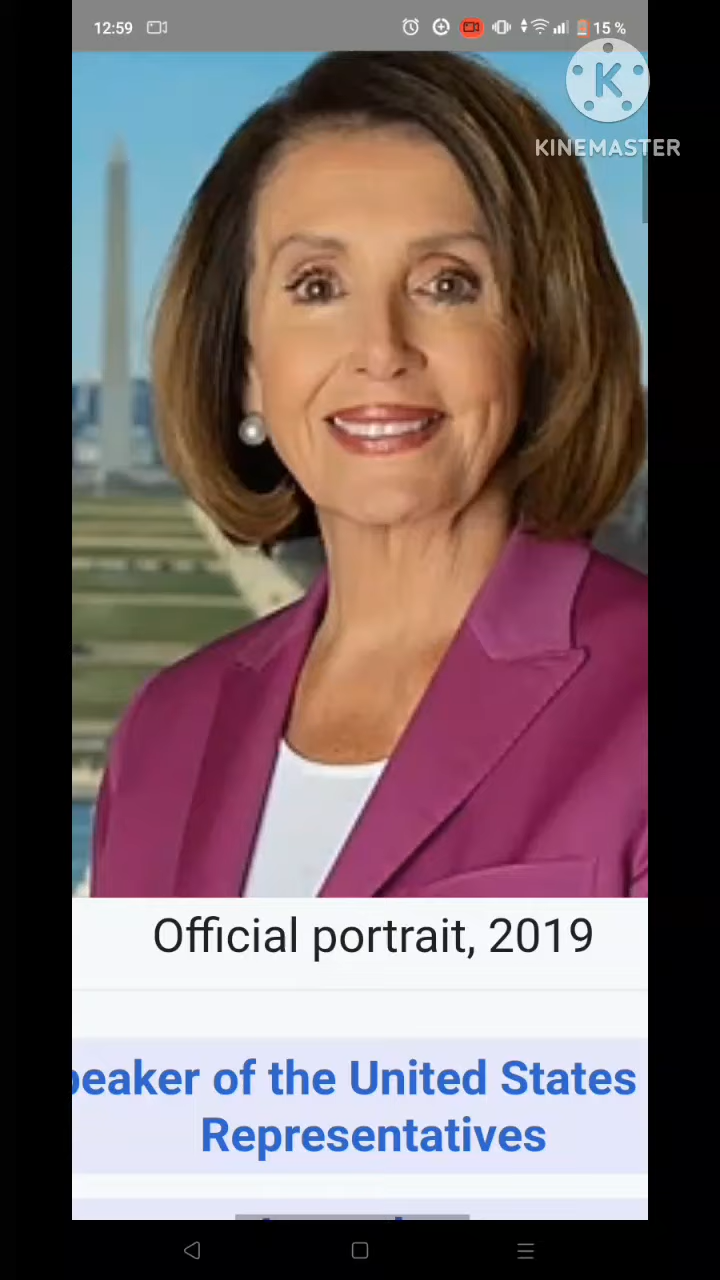 12:59
15 %
K
KINEMASTER
Official portrait, 2019
peaker of the United States
Representatives